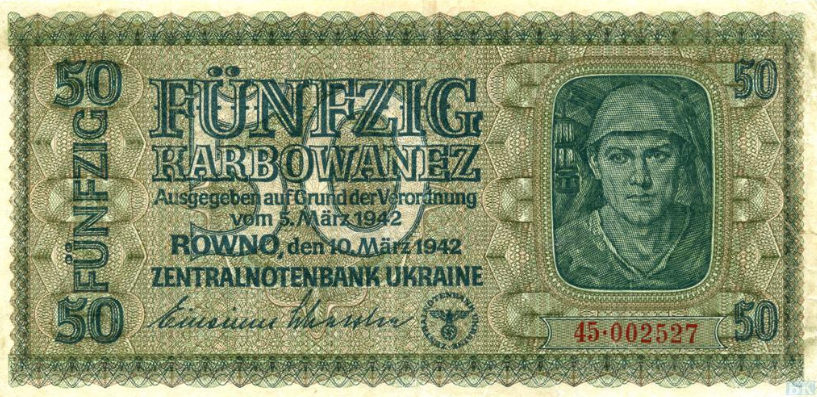 50
FÜNFZIG
50
FÜNFZIG
KARBOWANEZ
Ausgegeben auf Grund der Verordnung
vom 5. März 1942
ROWNO, den 10. März 1942
ZENTRALNOTENBANK UKRAINE
50
50
45·002527
50